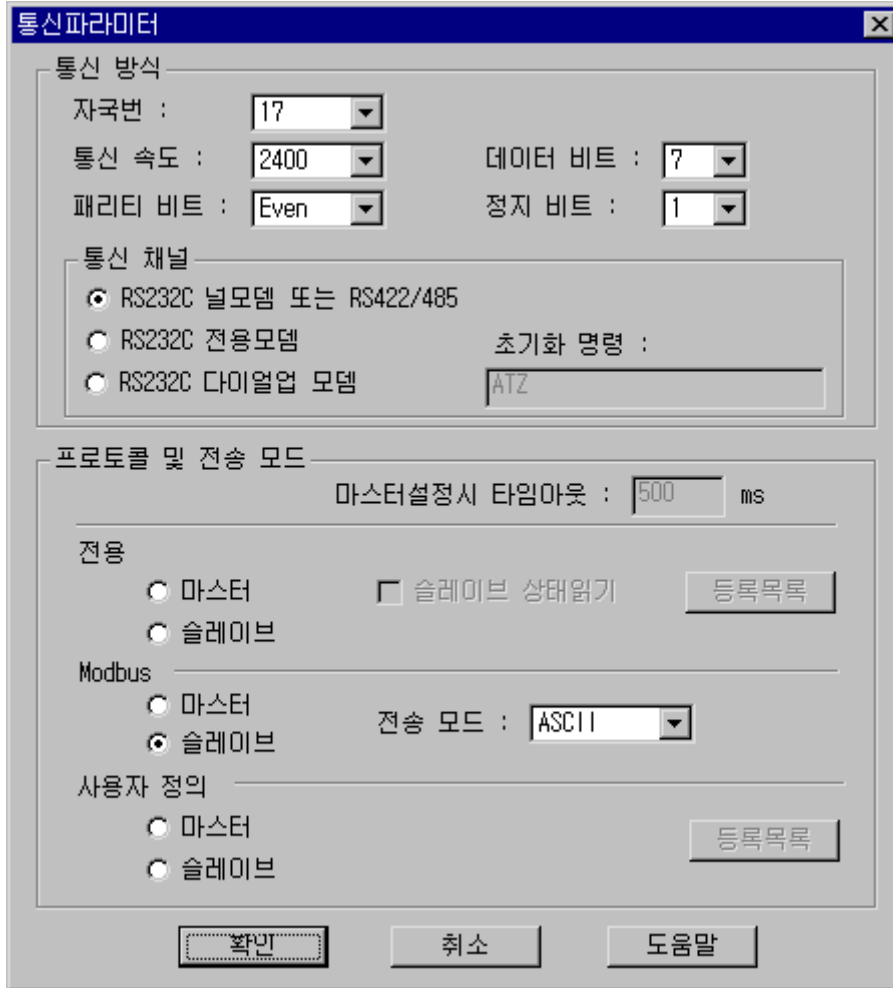 통신파라미터
통신 방식
자국번 : 17
통신 속도 : 2400 데이터 비트 : 7
패리티 비트 : Even 정지 비트 : 1
통신 채널
RS232C 널모뎀 또는 RS422/485
RS232C 전용모뎀 초기화 명령 :
RS232C 다이얼업 모뎀 ATZ
프로토콜 및 전송 모드
마스터설정시 타임아웃 : 500 ms
전용
마스터 슬레이브 상태읽기 등록목록
슬레이브
Modbus
마스터
전송 모드 : ASCII
슬레이브
사용자 정의
마스터
등록목록
슬레이브
확인 취소 도움말